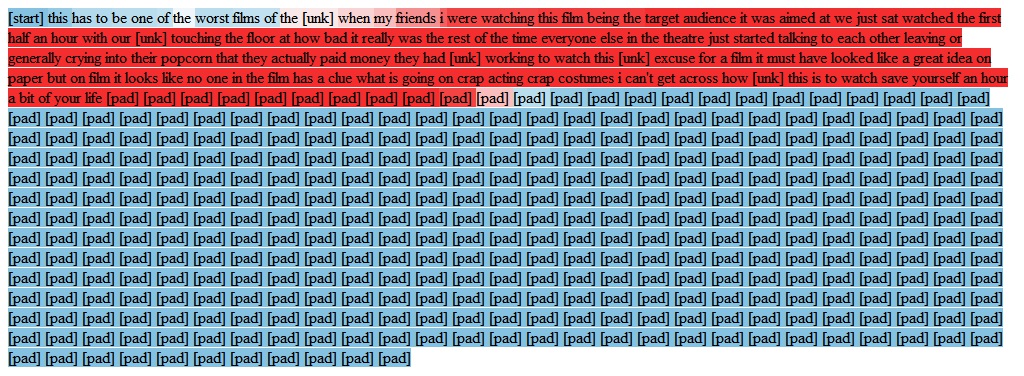 [start] this has to be one of the worst films of the [unk] when my friends i were watching this film being the target audience it was aimed at we just sat watched the first
half an hour with our [unk] touching the floor at how bad it really was the rest of the time everyone else in the theatre just started talking to each other leaving or
generally crying into their popcorn that they actually paid money they had [unk] working to watch this [unk] excuse for a film it must have looked like a great idea on
paper but on film it looks like no one in the film has a clue what is going on crap acting crap costumes i can't get across how [unk] this is to watch save yourself an hour
a bit of your life [pad] [pad] [pad] [pad] [pad] [pad] [pad] [pad] [pad] [pad] [pad] [pad] [pad] [pad] [pad] [pad] [pad] [pad] [pad] [pad] [pad] [pad] [pad] [pad]
[pad] [pad] [pad] [pad] [pad] [pad] [pad] [pad] [pad] [pad] [pad] [pad] [pad] [pad] [pad] [pad] [pad] [pad] [pad] [pad] [pad] [pad] [pad] [pad] [pad] [pad] [pad]
[pad] [pad] [pad] [pad] [pad] [pad] [pad] [pad] [pad] [pad] [pad] [pad] [pad] [pad] [pad] [pad] [pad] [pad] [pad] [pad] [pad] [pad] [pad] [pad] [pad] [pad] [pad]
[pad] [pad] [pad] [pad] [pad] [pad] [pad] [pad] [pad] [pad] [pad] [pad] [pad] [pad] [pad] [pad] [pad] [pad] [pad] [pad] [pad] [pad] [pad] [pad] [pad] [pad] [pad]
[pad] [pad] [pad] [pad] [pad] [pad] [pad] [pad] [pad] [pad] [pad] [pad] [pad] [pad] [pad] [pad] [pad] [pad] [pad] [pad] [pad] [pad] [pad] [pad] [pad] [pad] [pad]
[pad] [pad] [pad] [pad] [pad] [pad] [pad] [pad] [pad] [pad] [pad] [pad] [pad] [pad] [pad] [pad] [pad] [pad] [pad] [pad] [pad] [pad] [pad] [pad] [pad] [pad] [pad]
[pad] [pad] [pad] [pad] [pad] [pad] [pad] [pad] [pad] [pad] [pad] [pad] [pad] [pad] [pad] [pad] [pad] [pad] [pad] [pad] [pad] [pad] [pad] [pad] [pad] [pad] [pad]
[pad] [pad] [pad] [pad] [pad] [pad] [pad] [pad] [pad] [pad] [pad] [pad] [pad] [pad] [pad] [pad] [pad] [pad] [pad] [pad] [pad] [pad] [pad] [pad] [pad] [pad] [pad]
[pad] [pad] [pad] [pad] [pad] [pad] [pad] [pad] [pad] [pad] [pad] [pad] [pad] [pad] [pad] [pad] [pad] [pad] [pad] [pad] [pad] [pad] [pad] [pad] [pad] [pad] [pad]
[pad] [pad] [pad] [pad] [pad] [pad] [pad] [pad] [pad] [pad] [pad] [pad] [pad] [pad] [pad] [pad] [pad] [pad] [pad] [pad] [pad] [pad] [pad] [pad] [pad] [pad] [pad]
[pad] [pad] [pad] [pad] [pad] [pad] [pad] [pad] [pad] [pad] [pad] [pad] [pad] [pad] [pad] [pad] [pad] [pad] [pad] [pad] [pad] [pad] [pad] [pad] [pad] [pad] [pad]
[pad] [pad] [pad] [pad] [pad] [pad] [pad] [pad] [pad] [pad] [pad] [pad] [pad] [pad] [pad] [pad] [pad] [pad] [pad] [pad] [pad] [pad] [pad] [pad] [pad] [pad] [pad]
[pad] [pad] [pad] [pad] [pad] [pad] [pad] [pad] [pad] [pad] [pad] [pad] [pad] [pad] [pad] [pad] [pad] [pad] [pad] [pad] [pad] [pad] [pad] [pad] [pad] [pad] [pad]
[pad] [pad] [pad] [pad] [pad] [pad] [pad] [pad] [pad] [pad] [pad]